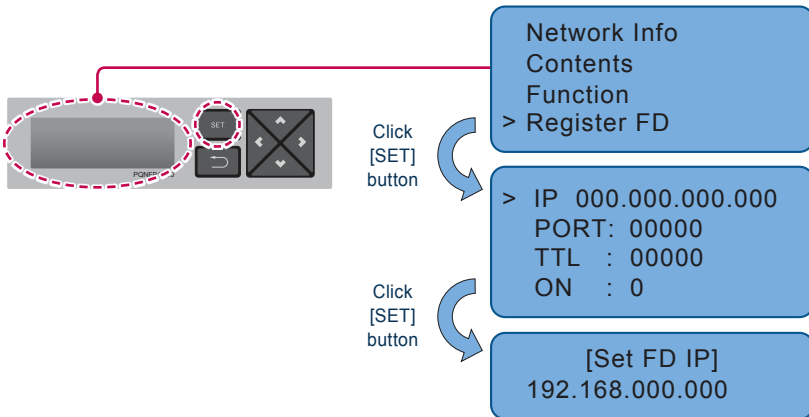 Network Info
Contents
Function
> Register FD
SET
Click
[SET]
button
> IP 000.000.000.000
PORT: 00000
TTL : 00000
ON : 0
Click
[SET]
button
[Set FD IP]
192.168.000.000